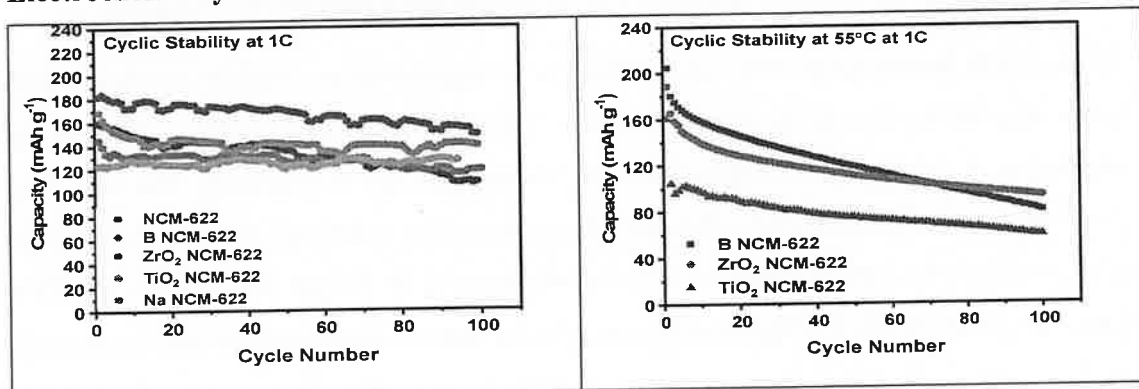 Cyclic Stability at 1C
240
220
200
180
160
140
120
100
80
60
40
20
0
Capacity (mAh g⁻¹)
NCM-622
B NCM-622
ZrO₂ NCM-622
TiO₂ NCM-622
Na NCM-622
0 20 40 60 80 100
Cycle Number
Cyclic Stability at 55°C at 1C
240
200
160
120
80
40
0
Capacity (mAh g⁻¹)
B NCM-622
ZrO₂ NCM-622
TiO₂ NCM-622
0 20 40 60 80 100
Cycle Number